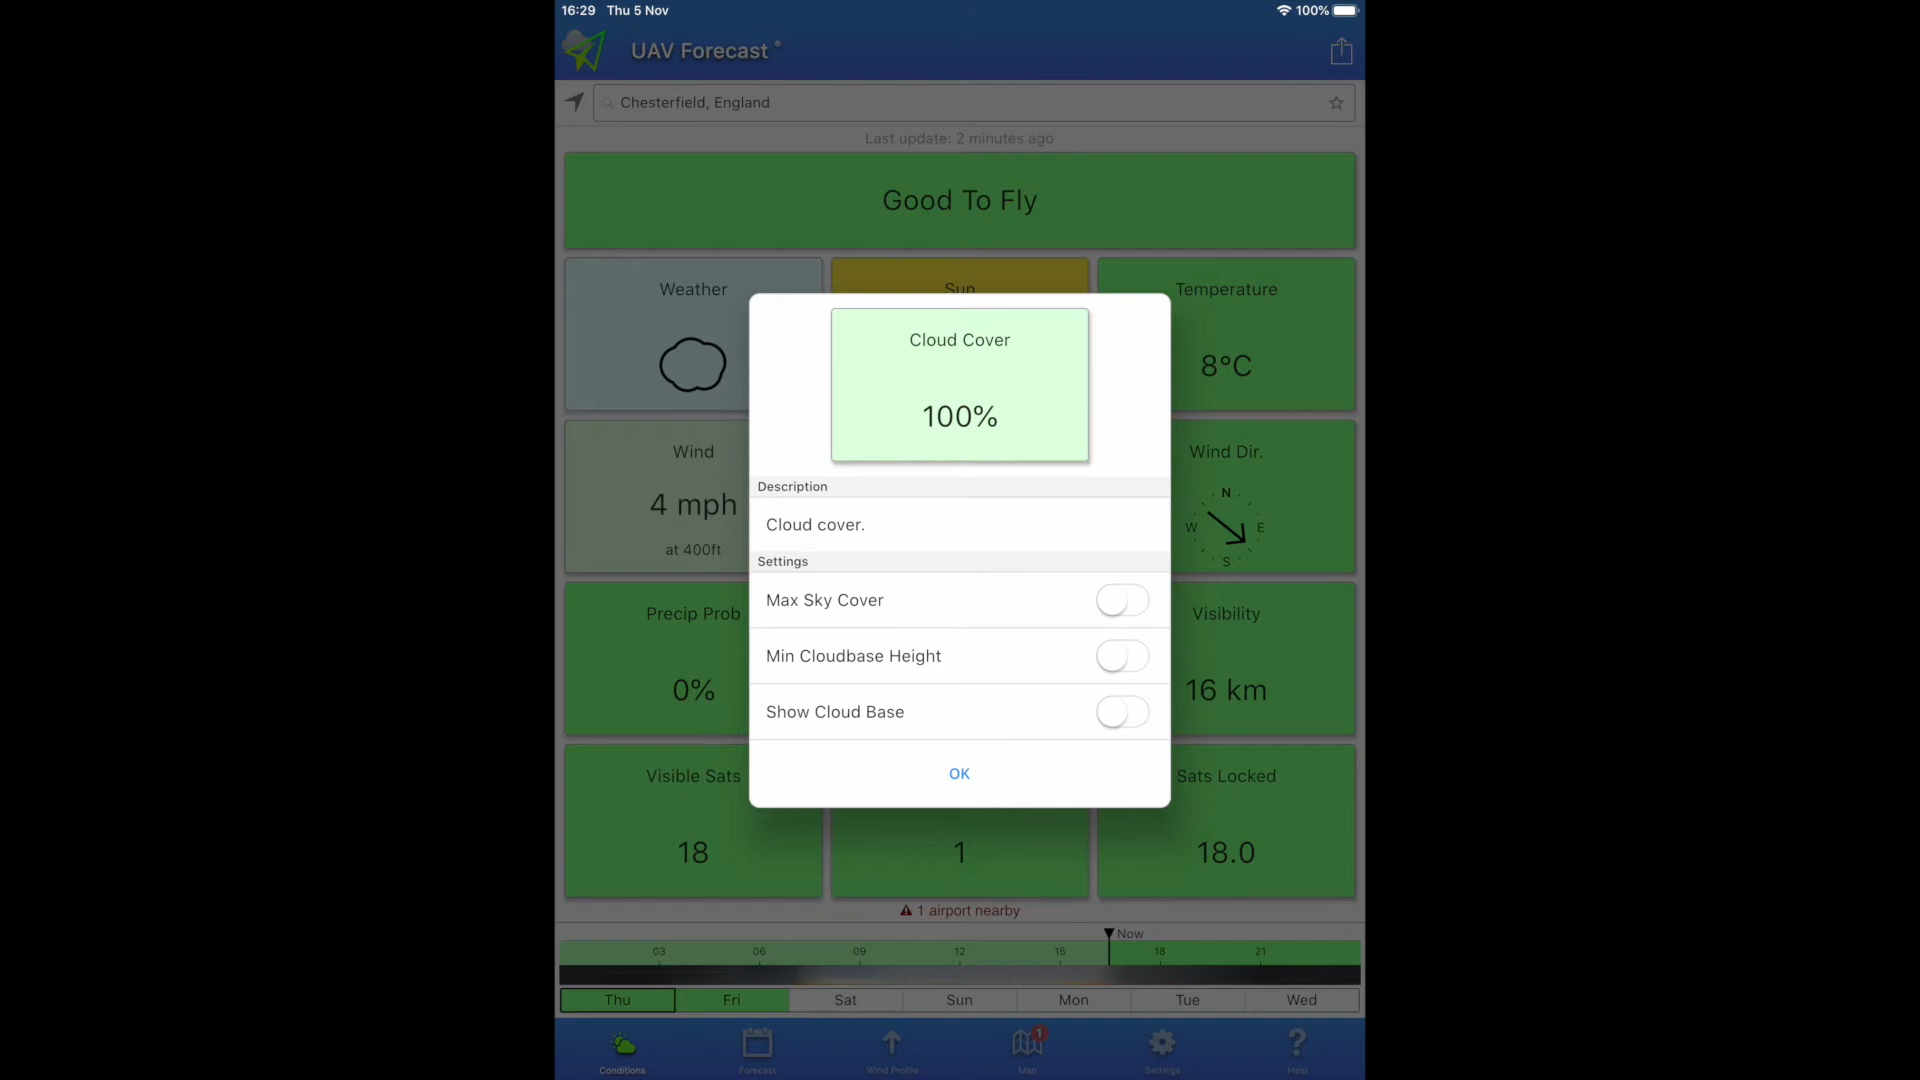 16:29 Thu 5 Nov 100%
UAV Forecast
Chesterfield, England
Last update: 2 minutes ago
Good To Fly
Weather Sun Temperature
8°C
Cloud Cover
100%
Wind Wind Dir.
4 mph
at 400ft
N
W E
S
Description
Cloud cover.
Settings
Max Sky Cover
Min Cloudbase Height
Show Cloud Base
OK
Precip Prob Visibility
0% 16 km
Visible Sats Sats Locked
18 1 18.0
1 airport nearby
Now
03 06 09 12 15 18 21
Thu Fri Sat Sun Mon Tue Wed
1
Conditions Forecast Wind Profile Map Settings Help